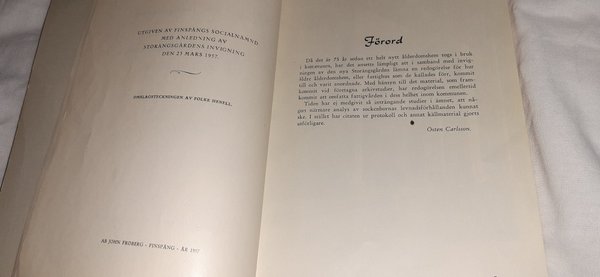 UTGIVEN AV FINSPÅNGS SOCIALNÄMND
MED ANLEDNING AV
STORÄNGSGÅRDENS INVIGNING
DEN 23 MARS 1957.
OMSLAGSTECKNINGEN AV FOLKE HENELL.
AB JOHN FROBERG - FINSPÅNG - ÅR 1957
Förord
Då det är 75 år sedan ett helt nytt ålderdomshem togs i bruk
i kommunen, har det ansetts lämpligt att i samband med invig-
ningen av den nya Storängsgården lämna en redogörelse för hur
äldre ålderdomshem, eller fattighus som de kallades förr, kommit
till och varit anordnade. Med hänsyn till det material, som fram-
kommit vid företagna arkivstudier, har redogörelsen emellertid
kommit att omfatta fattigvården i dess helhet inom kommunen.
Tiden har ej medgivit så inträngande studier i ämnet, att nå-
gon närmare analys av sockenbornas levnadsförhållanden kunnat
ske. I stället har citaten ur protokoll och annat källmaterial gjorts
utförligare.
Östen Carlsson.